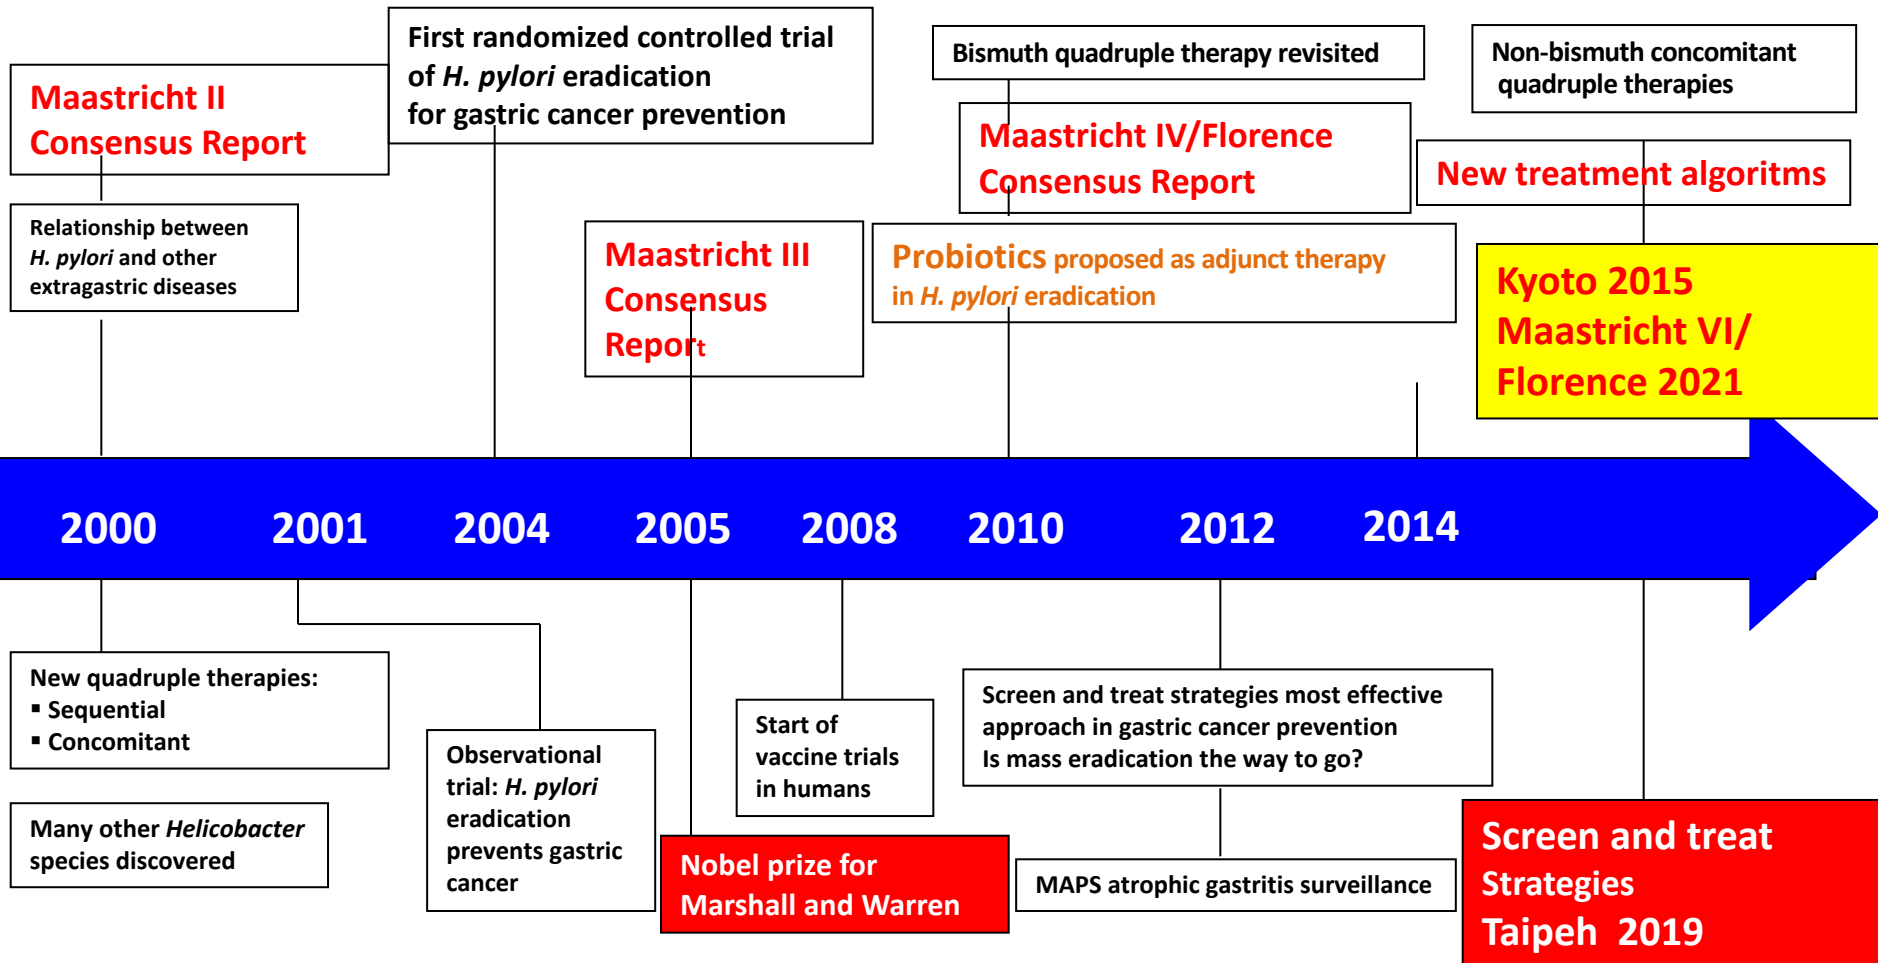 Maastricht II
Consensus Report
Relationship between
H. pylori and other
extragastric diseases
First randomized controlled trial
of H. pylori eradication
for gastric cancer prevention
Maastricht III
Consensus
Report
Bismuth quadruple therapy revisited
Maastricht IV/Florence
Consensus Report
Probiotics proposed as adjunct therapy
in H. pylori eradication
Non-bismuth concomitant
quadruple therapies
New treatment algoritms
Kyoto 2015
Maastricht VI/
Florence 2021
2000 2001 2004 2005 2008 2010 2012 2014
New quadruple therapies:
▪ Sequential
▪ Concomitant
Many other Helicobacter
species discovered
Observational
trial: H. pylori
eradication
prevents gastric
cancer
Nobel prize for
Marshall and Warren
Start of
vaccine trials
in humans
Screen and treat strategies most effective
approach in gastric cancer prevention
Is mass eradication the way to go?
MAPS atrophic gastritis surveillance
Screen and treat
Strategies
Taipeh 2019